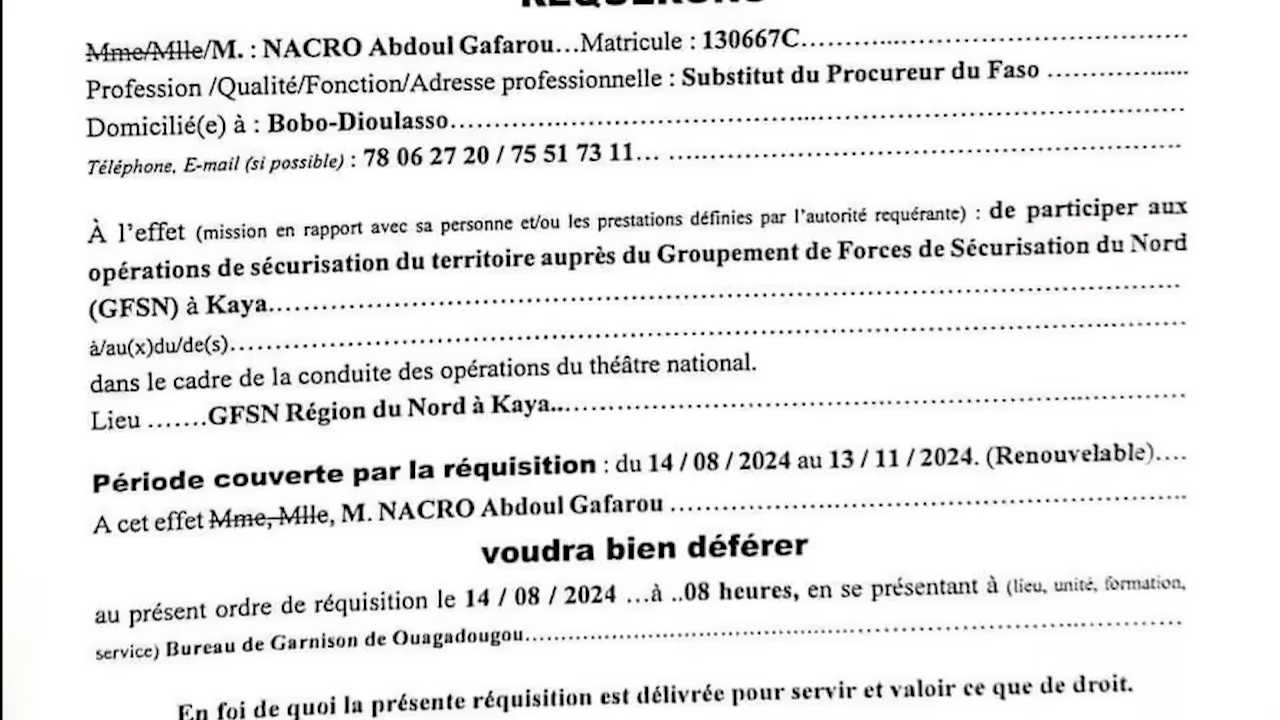 REQUERONS
Mme/Mlle/M. : NACRO Abdoul Gafarou…Matricule : 130667C………………………………………
Profession /Qualité/Fonction/Adresse professionnelle : Substitut du Procureur du Faso ………………
Domicilié(e) à : Bobo-Dioulasso………………………………………………………………………
Téléphone, E-mail (si possible) : 78 06 27 20 / 75 51 73 11… ………………………………………………
À l’effet (mission en rapport avec sa personne et/ou les prestations définies par l’autorité requérante) : de participer aux
opérations de sécurisation du territoire auprès du Groupement de Forces de Sécurisation du Nord
(GFSN) à Kaya………………………………………………………………………………………
à/au(x)du/de(s)………………………………………………………………………………………
dans le cadre de la conduite des opérations du théâtre national.
Lieu …….GFSN Région du Nord à Kaya..………………………………………………………
Période couverte par la réquisition : du 14 / 08 / 2024 au 13 / 11 / 2024. (Renouvelable)….
A cet effet Mme, Mlle, M. NACRO Abdoul Gafarou ………………………………………………
voudra bien déférer
au présent ordre de réquisition le 14 / 08 / 2024 …à ..08 heures, en se présentant à (lieu, unité, formation,
service) Bureau de Garnison de Ouagadougou………………………………………………………
En foi de quoi la présente réquisition est délivrée pour servir et valoir ce que de droit.